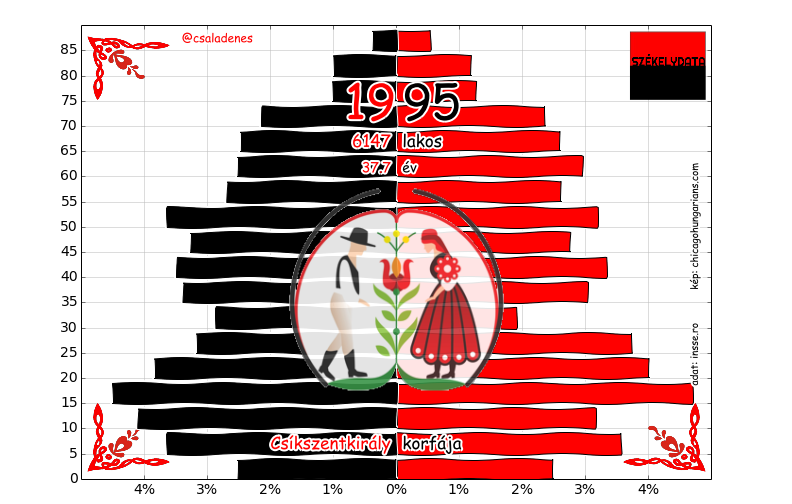 @csaladenes
SZÉKELYDATA
1995
6147 lakos
37.7 év
kép: chicagohungarians.com
adat: insse.ro
Csíkszentkirály korfája
85
80
75
70
65
60
55
50
45
40
35
30
25
20
15
10
5
0
4% 3% 2% 1% 0% 1% 2% 3% 4%